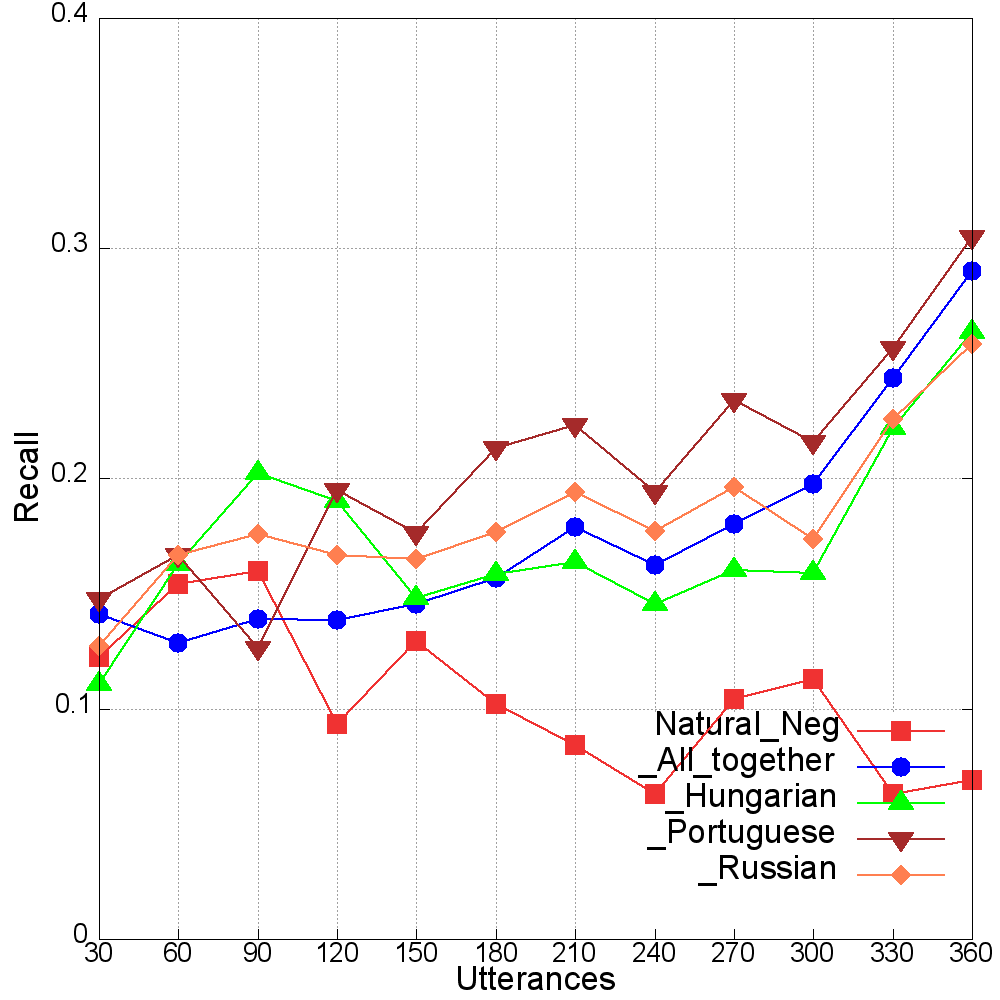 0.4
0.3
0.2
0.1
0
Recall
Natural_Neg
_All_together
_Hungarian
_Portuguese
_Russian
30 60 90 120 150 180 210 240 270 300 330 360
Utterances